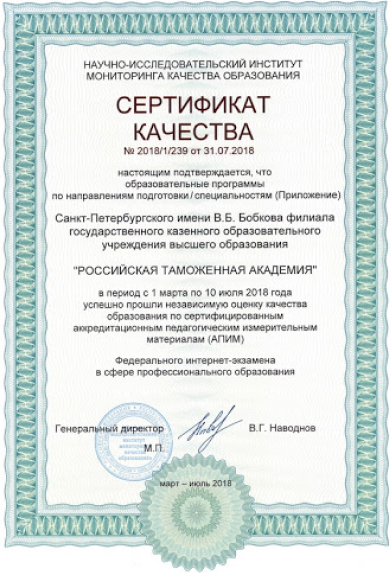 НАУЧНО-ИССЛЕДОВАТЕЛЬСКИЙ ИНСТИТУТ
МОНИТОРИНГА КАЧЕСТВА ОБРАЗОВАНИЯ
СЕРТИФИКАТ
КАЧЕСТВА
№ 2018/1/239 от 31.07.2018
настоящим подтверждается, что
образовательные программы
по направлениям подготовки/специальностям (Приложение)
Санкт-Петербургского имени В.Б. Бобкова филиала
государственного казенного образовательного
учреждения высшего образования
"РОССИЙСКАЯ ТАМОЖЕННАЯ АКАДЕМИЯ"
в период с 1 марта по 10 июля 2018 года
успешно прошли независимую оценку качества
образования по сертифицированным
аккредитационным педагогическим измерительным
материалам (АПИМ)
Федерального интернет-экзамена
в сфере профессионального образования
Генеральный директор В.Г. Наводнов
М.П.
март – июль 2018